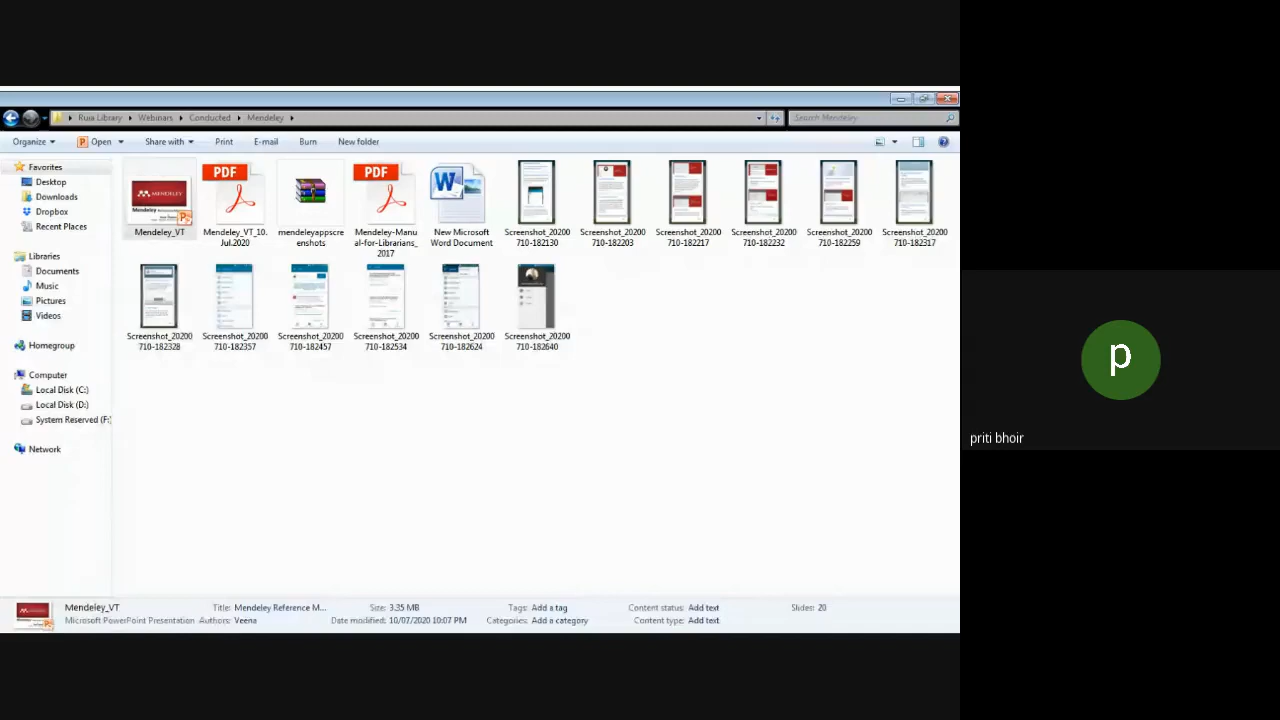 Ruia Library
Webinars
Conducted
Mendeley
Search Mendeley
Organize
Open
Share with
Print
E-mail
Burn
New folder
Favorites
Desktop
Downloads
Dropbox
Recent Places
Libraries
Documents
Music
Pictures
Videos
Homegroup
Computer
Local Disk (C:)
Local Disk (D:)
System Reserved (F:
Network
PDF
PDF
MENDELEY
Mendeley_VT
Mendeley_VT_10.
Jul.2020
mendeleyappscre
enshots
Mendeley-Manu
al-for-Librarians_
2017
New Microsoft
Word Document
Screenshot_20200
710-182130
Screenshot_20200
710-182203
Screenshot_20200
710-182217
Screenshot_20200
710-182232
Screenshot_20200
710-182259
Screenshot_20200
710-182317
Screenshot_20200
710-182328
Screenshot_20200
710-182357
Screenshot_20200
710-182457
Screenshot_20200
710-182534
Screenshot_20200
710-182624
Screenshot_20200
710-182640
Mendeley_VT
Title: Mendeley Reference M...
Size: 3.35 MB
Tags: Add a tag
Content status: Add text
Slides: 20
Microsoft PowerPoint Presentation
Authors: Veena
Date modified: 10/07/2020 10:07 PM
Categories: Add a category
Content type: Add text
p
priti bhoir